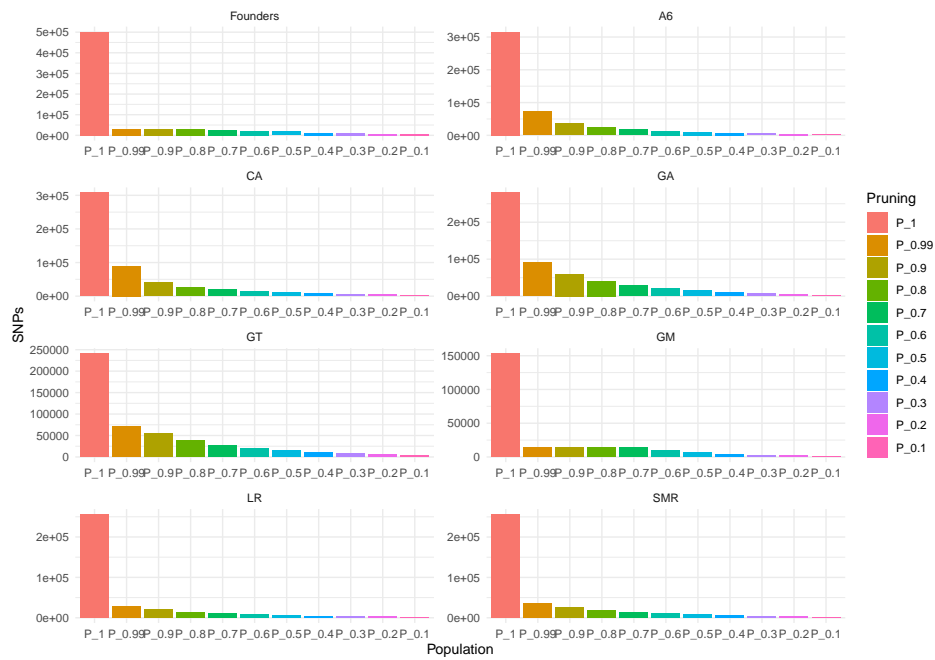 Founders
5e+05
4e+05
3e+05
2e+05
1e+05
0e+00
P_1 P_0.99 P_0.9 P_0.8 P_0.7 P_0.6 P_0.5 P_0.4 P_0.3 P_0.2 P_0.1
A6
3e+05
2e+05
1e+05
0e+00
P_1 P_0.99 P_0.9 P_0.8 P_0.7 P_0.6 P_0.5 P_0.4 P_0.3 P_0.2 P_0.1
CA
3e+05
2e+05
1e+05
0e+00
P_1 P_0.99 P_0.9 P_0.8 P_0.7 P_0.6 P_0.5 P_0.4 P_0.3 P_0.2 P_0.1
GA
2e+05
1e+05
0e+00
P_1 P_0.99 P_0.9 P_0.8 P_0.7 P_0.6 P_0.5 P_0.4 P_0.3 P_0.2 P_0.1
SNPs
GT
250000
200000
150000
100000
50000
0
P_1 P_0.99 P_0.9 P_0.8 P_0.7 P_0.6 P_0.5 P_0.4 P_0.3 P_0.2 P_0.1
GM
150000
100000
50000
0
P_1 P_0.99 P_0.9 P_0.8 P_0.7 P_0.6 P_0.5 P_0.4 P_0.3 P_0.2 P_0.1
LR
2e+05
1e+05
0e+00
P_1 P_0.99 P_0.9 P_0.8 P_0.7 P_0.6 P_0.5 P_0.4 P_0.3 P_0.2 P_0.1
SMR
2e+05
1e+05
0e+00
P_1 P_0.99 P_0.9 P_0.8 P_0.7 P_0.6 P_0.5 P_0.4 P_0.3 P_0.2 P_0.1
Population
Pruning
P_1
P_0.99
P_0.9
P_0.8
P_0.7
P_0.6
P_0.5
P_0.4
P_0.3
P_0.2
P_0.1